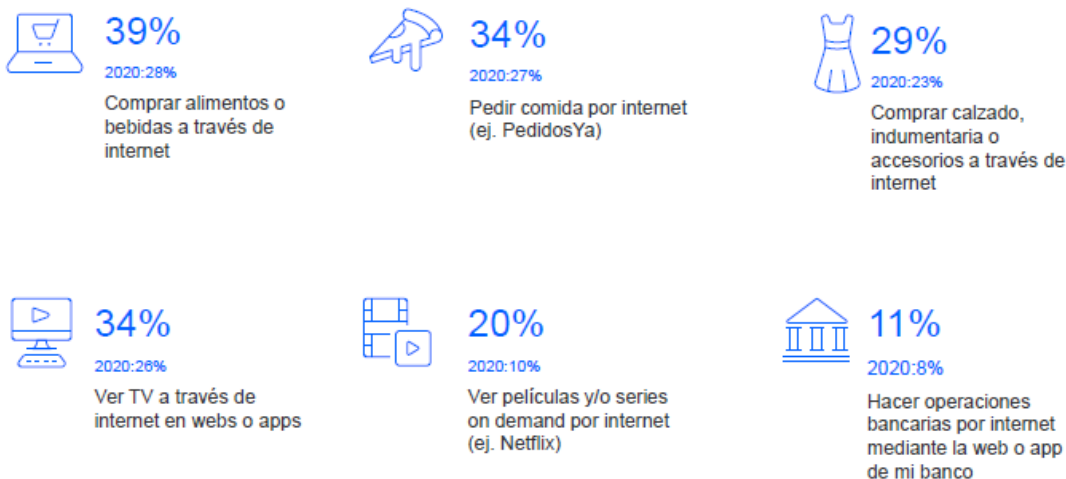 39%
2020:28%
Comprar alimentos o
bebidas a través de
internet
34%
2020:27%
Pedir comida por internet
(ej. PedidosYa)
29%
2020:23%
Comprar calzado,
indumentaria o
accesorios a través de
internet
34%
2020:26%
Ver TV a través de
internet en webs o apps
20%
2020:10%
Ver películas y/o series
on demand por internet
(ej. Netflix)
11%
2020:8%
Hacer operaciones
bancarias por internet
mediante la web o app
de mi banco